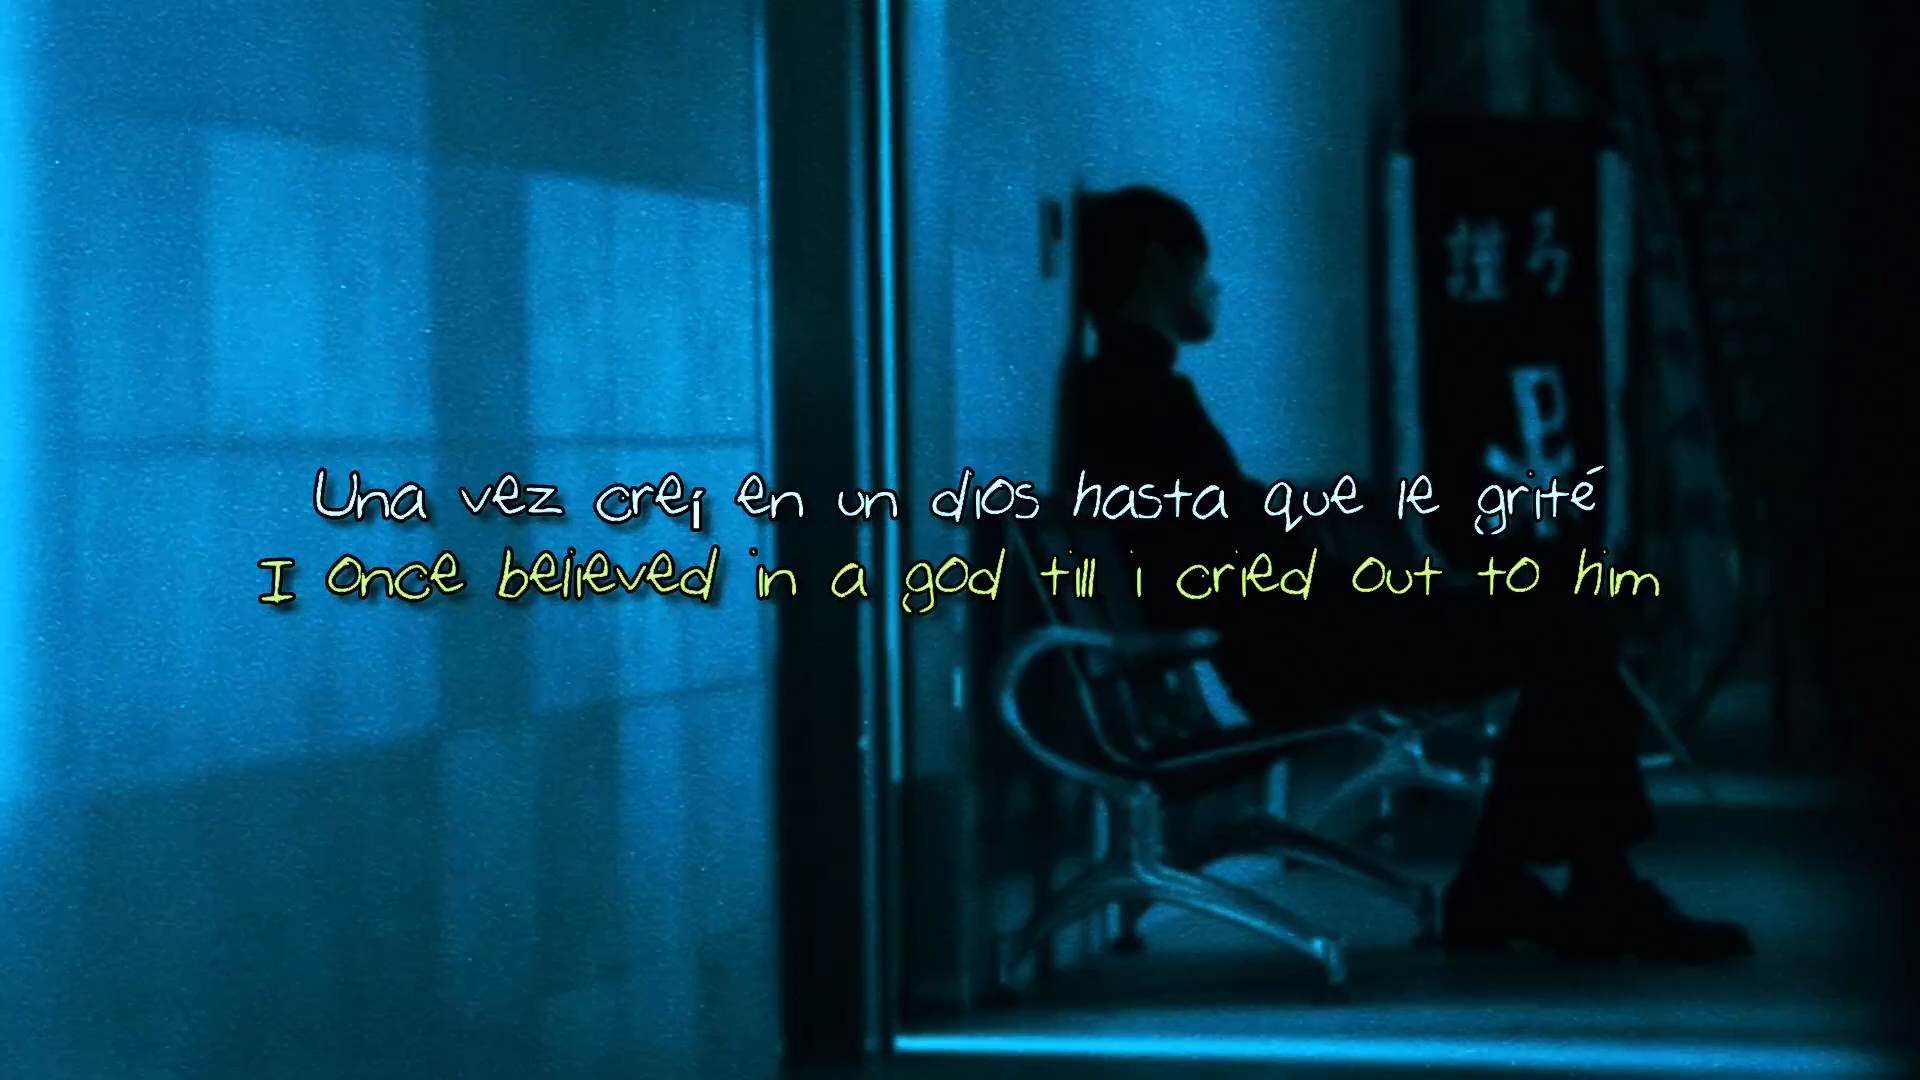 Una vez creí en un dios hasta que le grité
I once believed in a god till i cried out to him